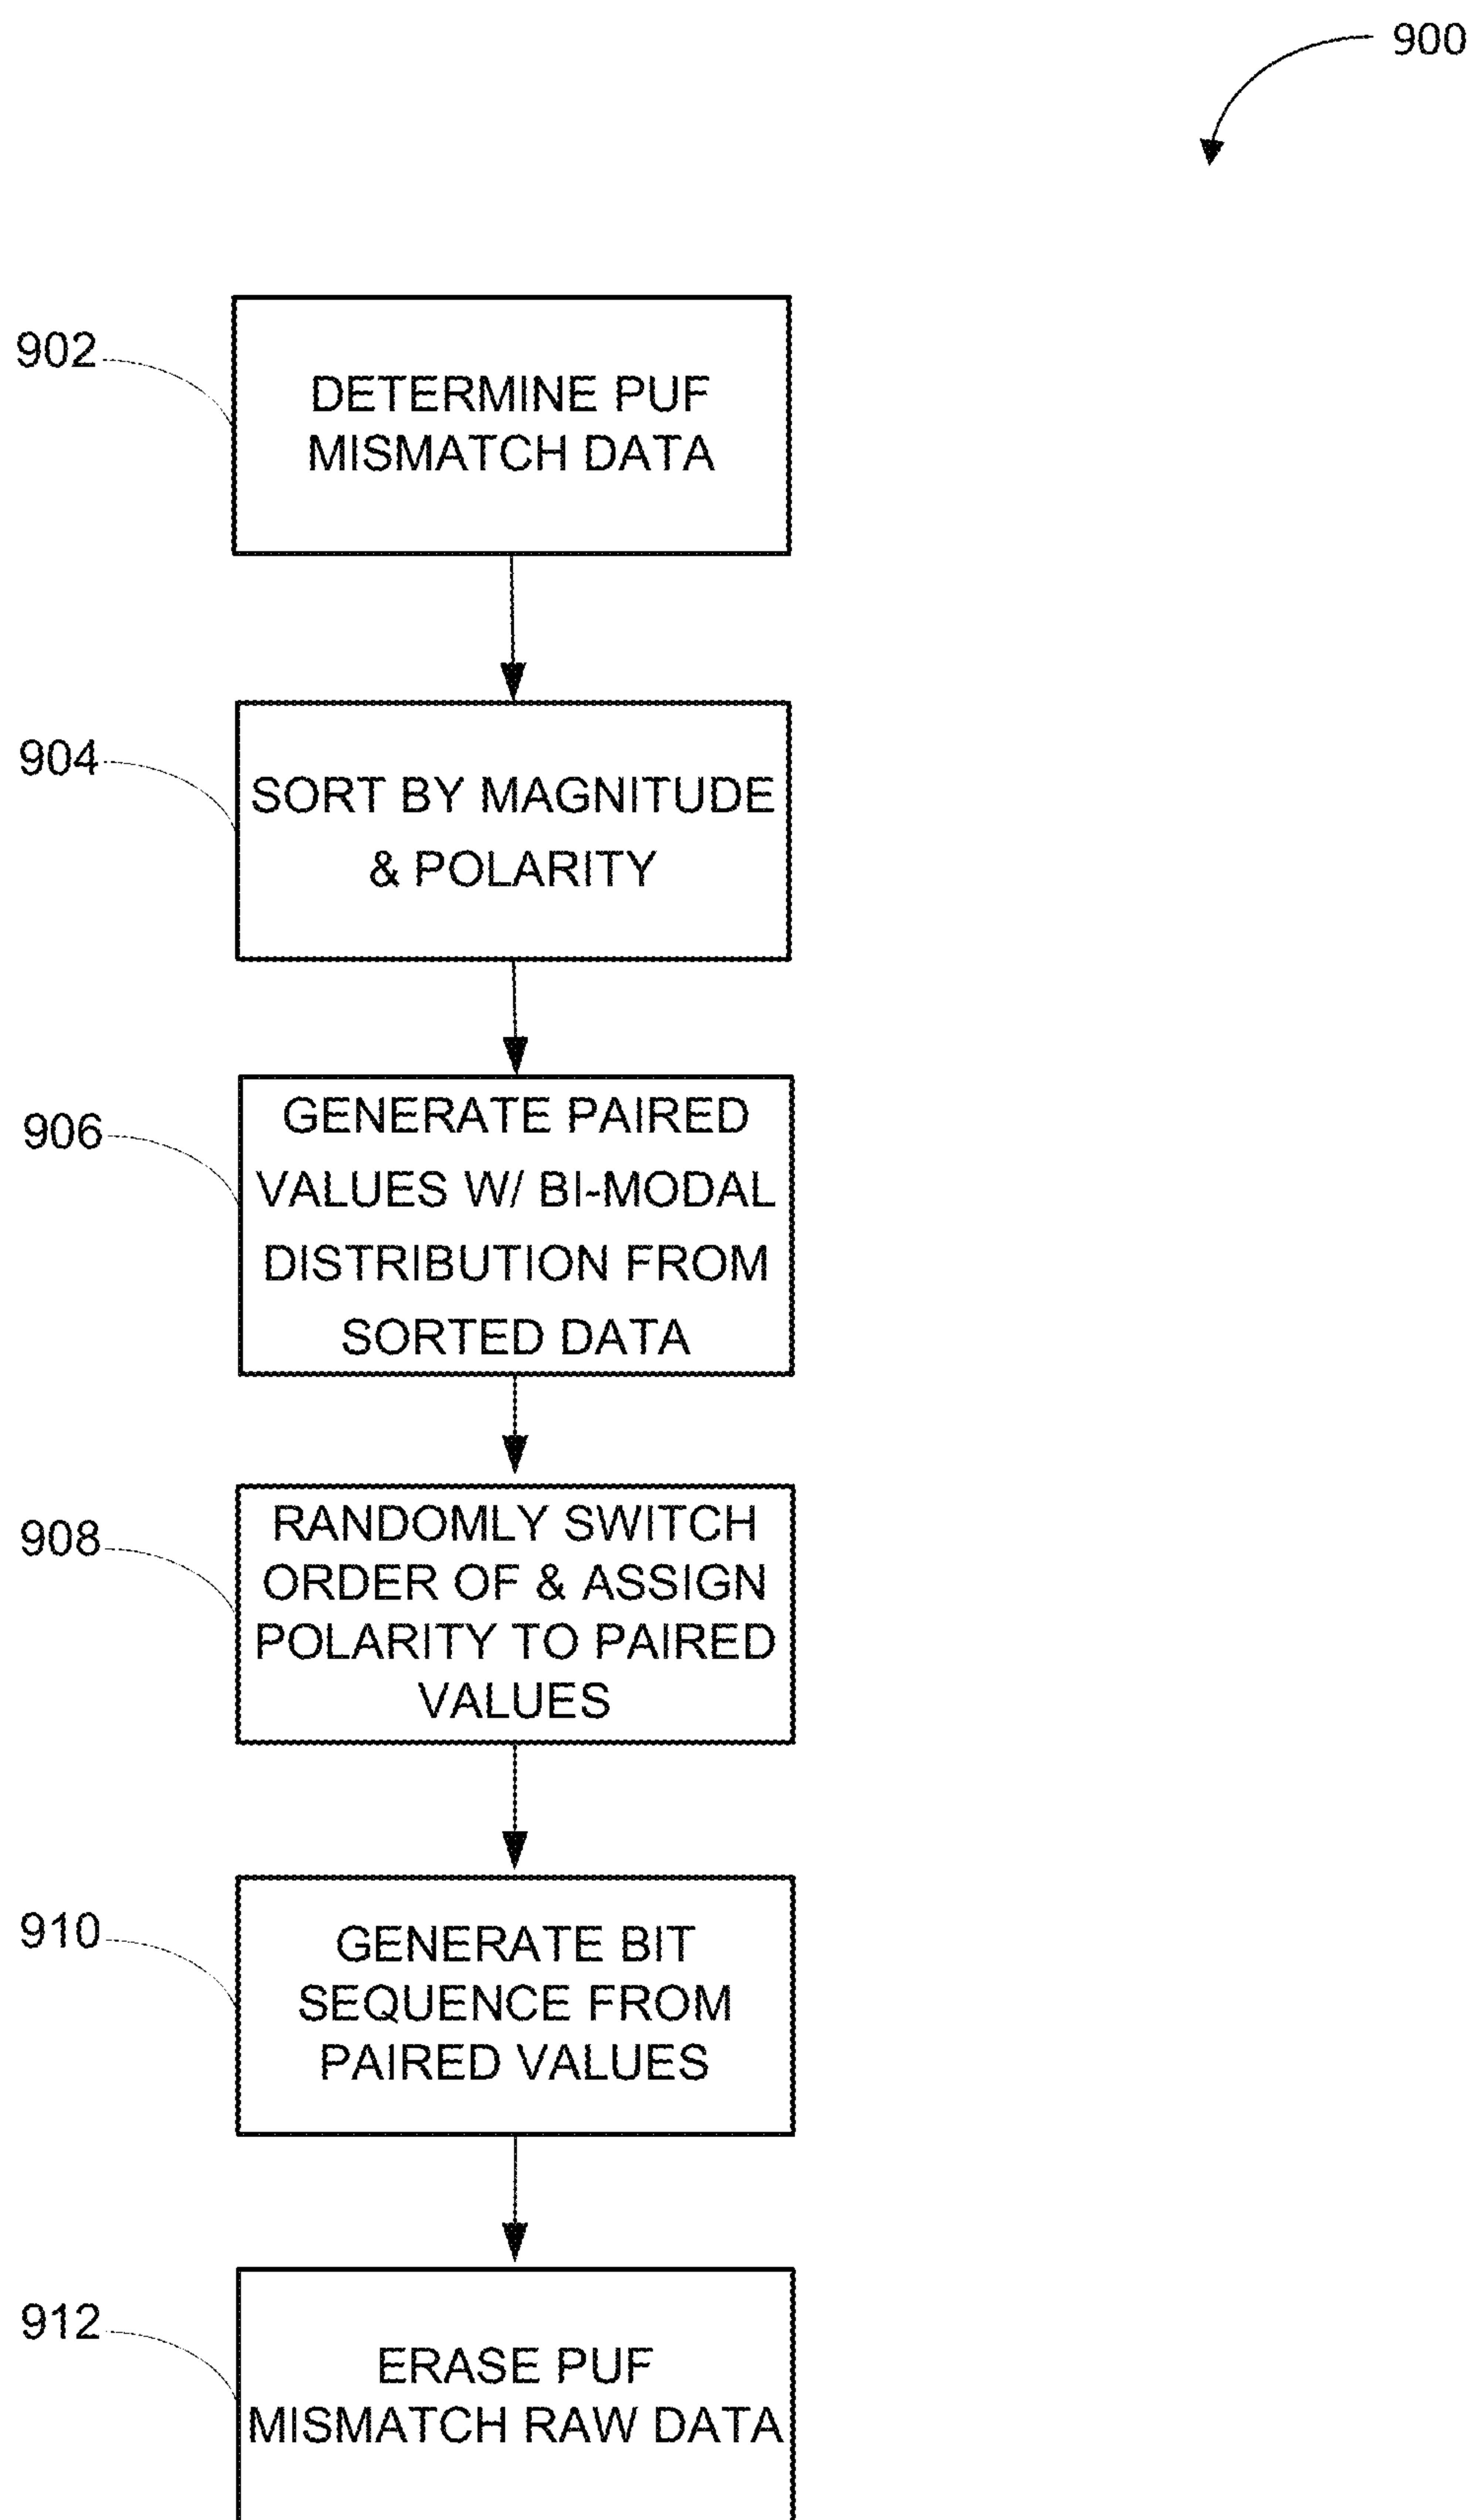 900
902
DETERMINE PUF
MISMATCH DATA
904
SORT BY MAGNITUDE
& POLARITY
906
GENERATE PAIRED
VALUES W/ BI-MODAL
DISTRIBUTION FROM
SORTED DATA
908
RANDOMLY SWITCH
ORDER OF & ASSIGN
POLARITY TO PAIRED
VALUES
910
GENERATE BIT
SEQUENCE FROM
PAIRED VALUES
912
ERASE PUF
MISMATCH RAW DATA